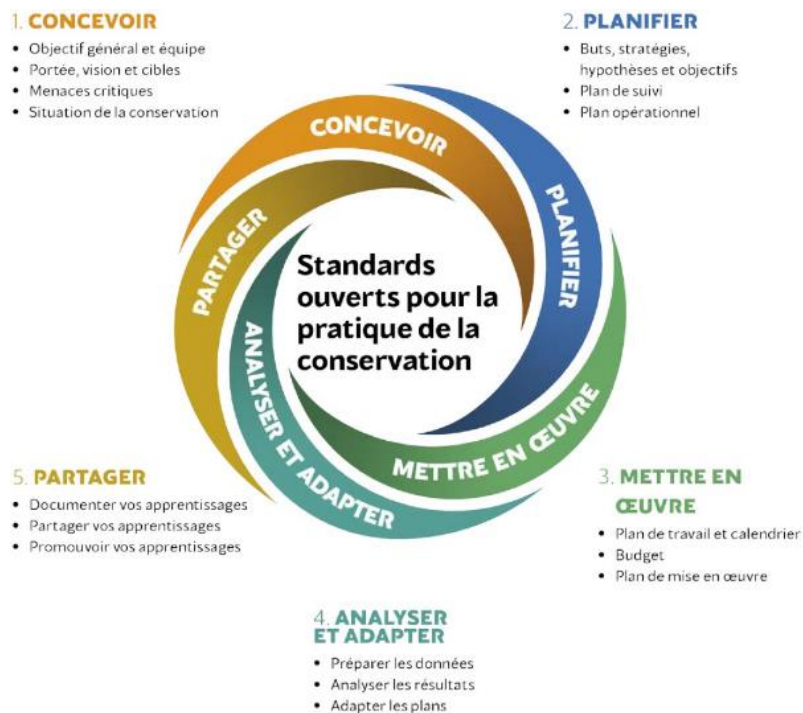 1. CONCEVOIR
• Objectif général et équipe
• Portée, vision et cibles
• Menaces critiques
• Situation de la conservation
2. PLANIFIER
• Buts, stratégies,
hypothèses et objectifs
• Plan de suivi
• Plan opérationnel
CONCEVOIR
PLANIFIER
METTRE EN ŒUVRE
ANALYSER ET ADAPTER
PARTAGER
Standards
ouverts pour la
pratique de la
conservation
3. METTRE EN
ŒUVRE
• Plan de travail et calendrier
• Budget
• Plan de mise en œuvre
4. ANALYSER
ET ADAPTER
• Préparer les données
• Analyser les résultats
• Adapter les plans
5. PARTAGER
• Documenter vos apprentissages
• Partager vos apprentissages
• Promouvoir vos apprentissages